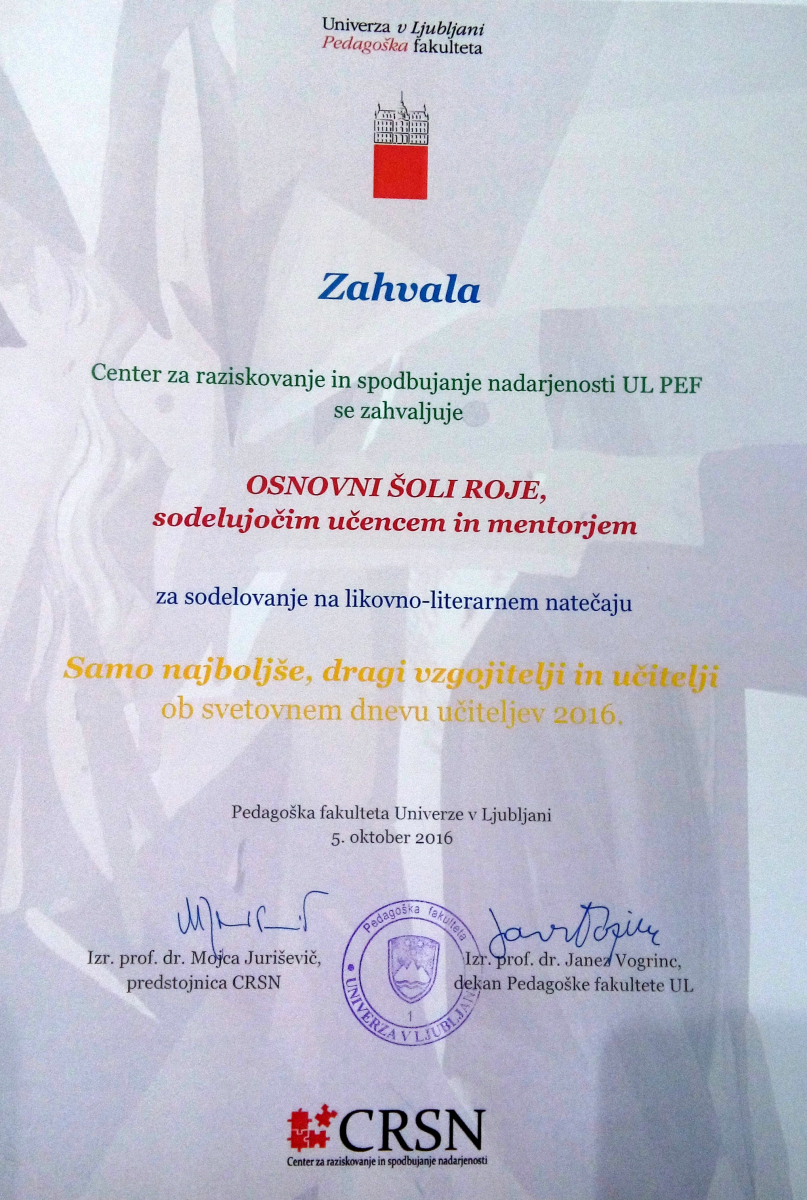 Univerza v Ljubljani
Pedagoška fakulteta
Zahvala
Center za raziskovanje in spodbujanje nadarjenosti UL PEF
se zahvaljuje
OSNOVNI ŠOLI ROJE,
sodelujočim učencem in mentorjem
za sodelovanje na likovno-literarnem natečaju
Samo najboljše, dragi vzgojitelji in učitelji
ob svetovnem dnevu učiteljev 2016.
Pedagoška fakulteta Univerze v Ljubljani
5. oktober 2016
Izr. prof. dr. Mojca Juriševič,
predstojnica CRSN
Pedagoška fakulteta
1
UNIVERZA V LJUBLJANI
Izr. prof. dr. Janez Vogrinc,
dekan Pedagoške fakultete UL
CRSN
Center za raziskovanje in spodbujanje nadarjenosti